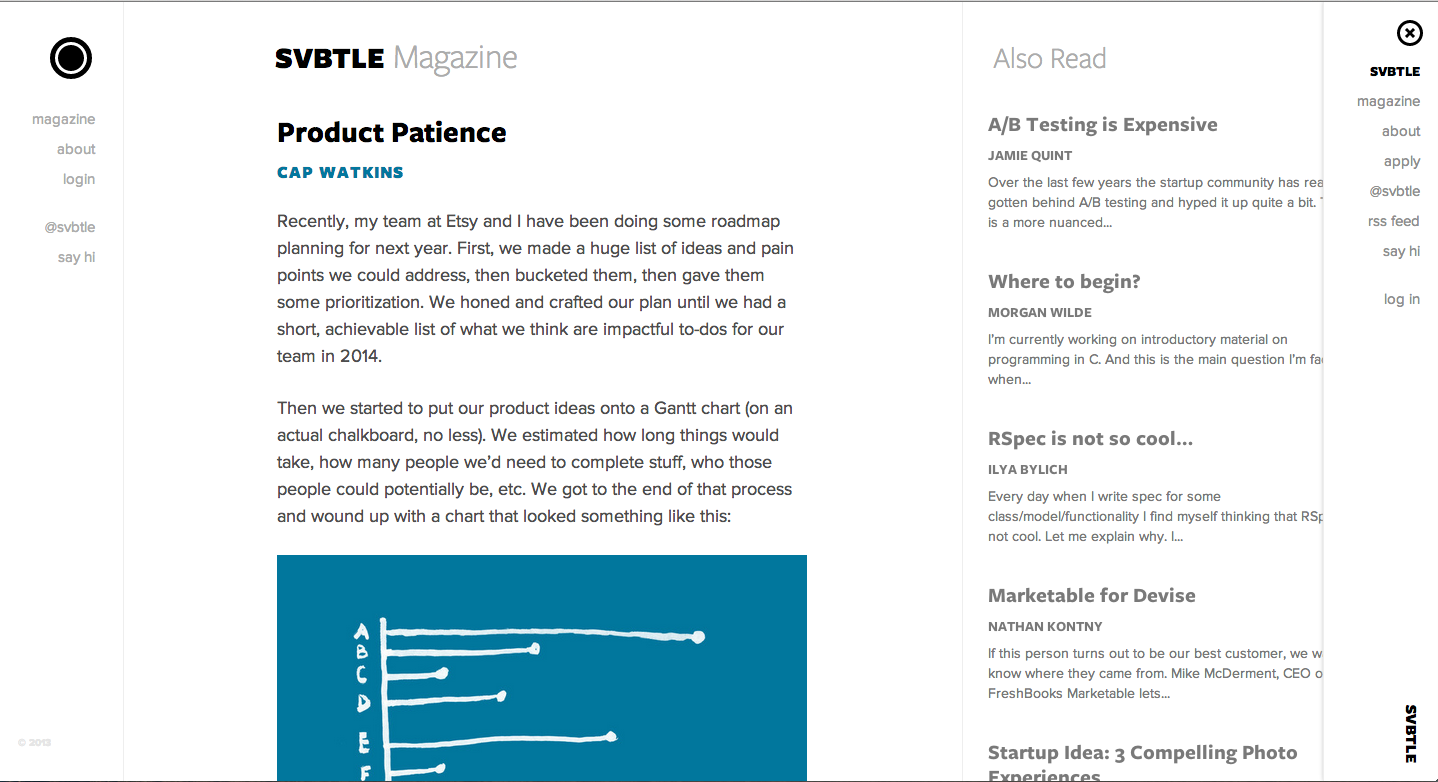 magazine
about
login
@svbtle
say hi
© 2013
SVBTLE Magazine
Product Patience
CAP WATKINS
Recently, my team at Etsy and I have been doing some roadmap
planning for next year. First, we made a huge list of ideas and pain
points we could address, then bucketed them, then gave them
some prioritization. We honed and crafted our plan until we had a
short, achievable list of what we think are impactful to-dos for our
team in 2014.
Then we started to put our product ideas onto a Gantt chart (on an
actual chalkboard, no less). We estimated how long things would
take, how many people we'd need to complete stuff, who those
people could potentially be, etc. We got to the end of that process
and wound up with a chart that looked something like this:
A
B
C
D
E
F
Also Read
A/B Testing is Expensive
JAMIE QUINT
Over the last few years the startup community has rea
gotten behind A/B testing and hyped it up quite a bit.
is a more nuanced...
Where to begin?
MORGAN WILDE
I'm currently working on introductory material on
programming in C. And this is the main question I'm fa
when...
RSpec is not so cool...
ILYA BYLICH
Every day when I write spec for some
class/model/functionality I find myself thinking that RSp
not cool. Let me explain why. I...
Marketable for Devise
NATHAN KONTNY
If this person turns out to be our best customer, we w
know where they came from. Mike McDerment, CEO o
FreshBooks Marketable lets...
Startup Idea: 3 Compelling Photo
Experiences
SVBTLE
magazine
about
apply
@svbtle
rss feed
say hi
log in
SVBTLE